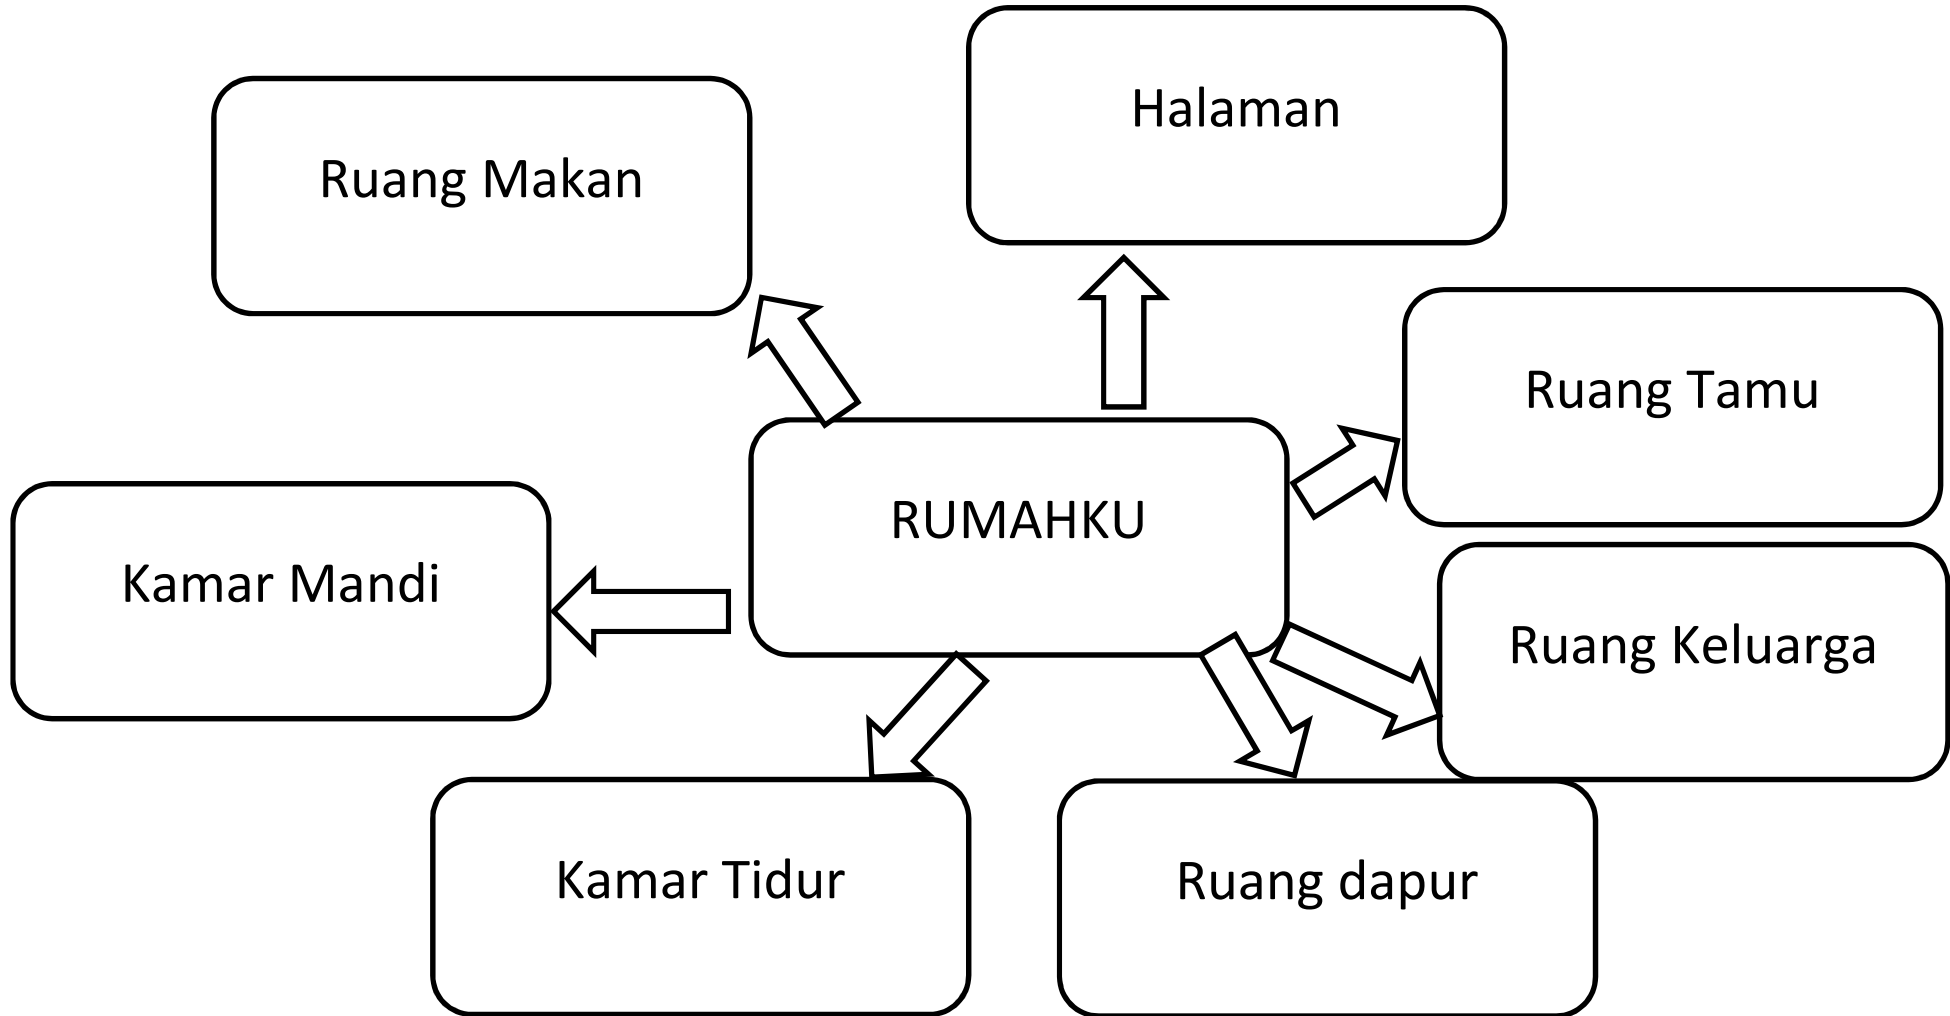 Halaman
Ruang Makan
Ruang Tamu
RUMAHKU
Kamar Mandi
Ruang Keluarga
Kamar Tidur
Ruang dapur